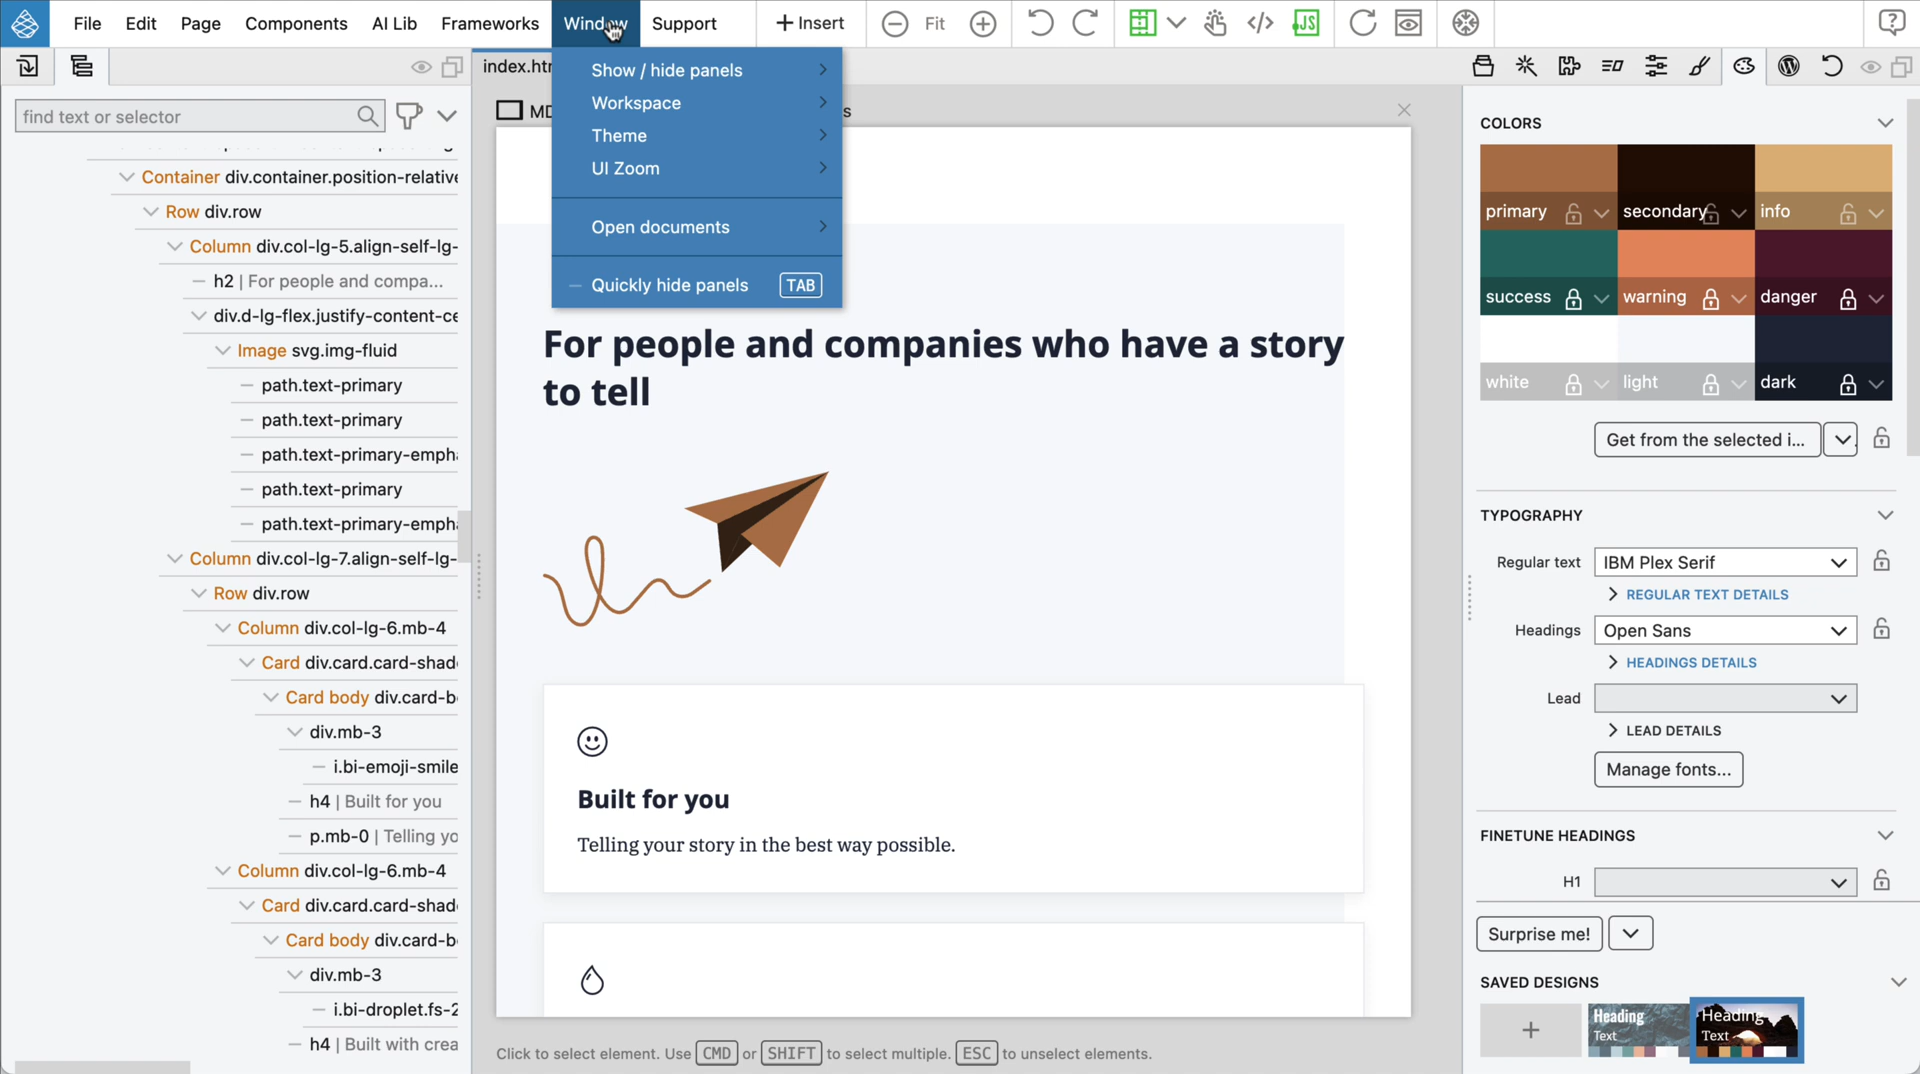 File Edit Page Components AI Lib Frameworks Window Support + Insert Fit JS
find text or selector
Container div.container.position-relative
Row div.row
Column div.col-lg-5.align-self-lg-
h2 | For people and compa...
div.d-lg-flex.justify-content-ce
Image svg.img-fluid
path.text-primary
path.text-primary
path.text-primary-empha
path.text-primary
path.text-primary-empha
Column div.col-lg-7.align-self-lg-
Row div.row
Column div.col-lg-6.mb-4
Card div.card.card-shado
Card body div.card-bo
div.mb-3
i.bi-emoji-smile
h4 | Built for you
p.mb-0 | Telling yo
Column div.col-lg-6.mb-4
Card div.card.card-shado
Card body div.card-bo
div.mb-3
i.bi-droplet.fs-2
h4 | Built with crea
index.htm
MD
s
Show / hide panels
Workspace
Theme
UI Zoom
Open documents
Quickly hide panels TAB
For people and companies who have a story
to tell
Built for you
Telling your story in the best way possible.
Click to select element. Use CMD or SHIFT to select multiple. ESC to unselect elements.
COLORS
primary secondary info
success warning danger
white light dark
Get from the selected i...
TYPOGRAPHY
Regular text IBM Plex Serif
REGULAR TEXT DETAILS
Headings Open Sans
HEADINGS DETAILS
Lead
LEAD DETAILS
Manage fonts...
FINETUNE HEADINGS
H1
Surprise me!
SAVED DESIGNS
Heading
Text
Heading
Text